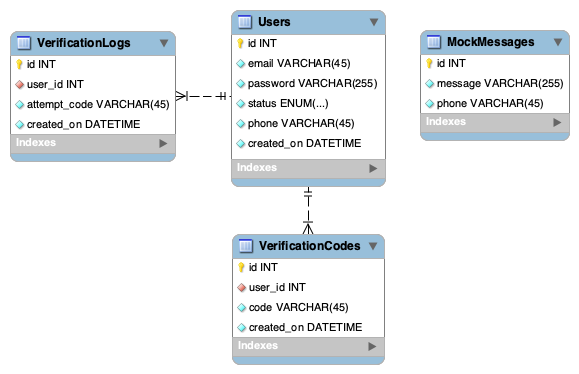 VerificationLogs
id INT
user_id INT
attempt_code VARCHAR(45)
created_on DATETIME
Indexes
Users
id INT
email VARCHAR(45)
password VARCHAR(255)
status ENUM(...)
phone VARCHAR(45)
created_on DATETIME
Indexes
MockMessages
id INT
message VARCHAR(255)
phone VARCHAR(45)
Indexes
VerificationCodes
id INT
user_id INT
code VARCHAR(45)
created_on DATETIME
Indexes